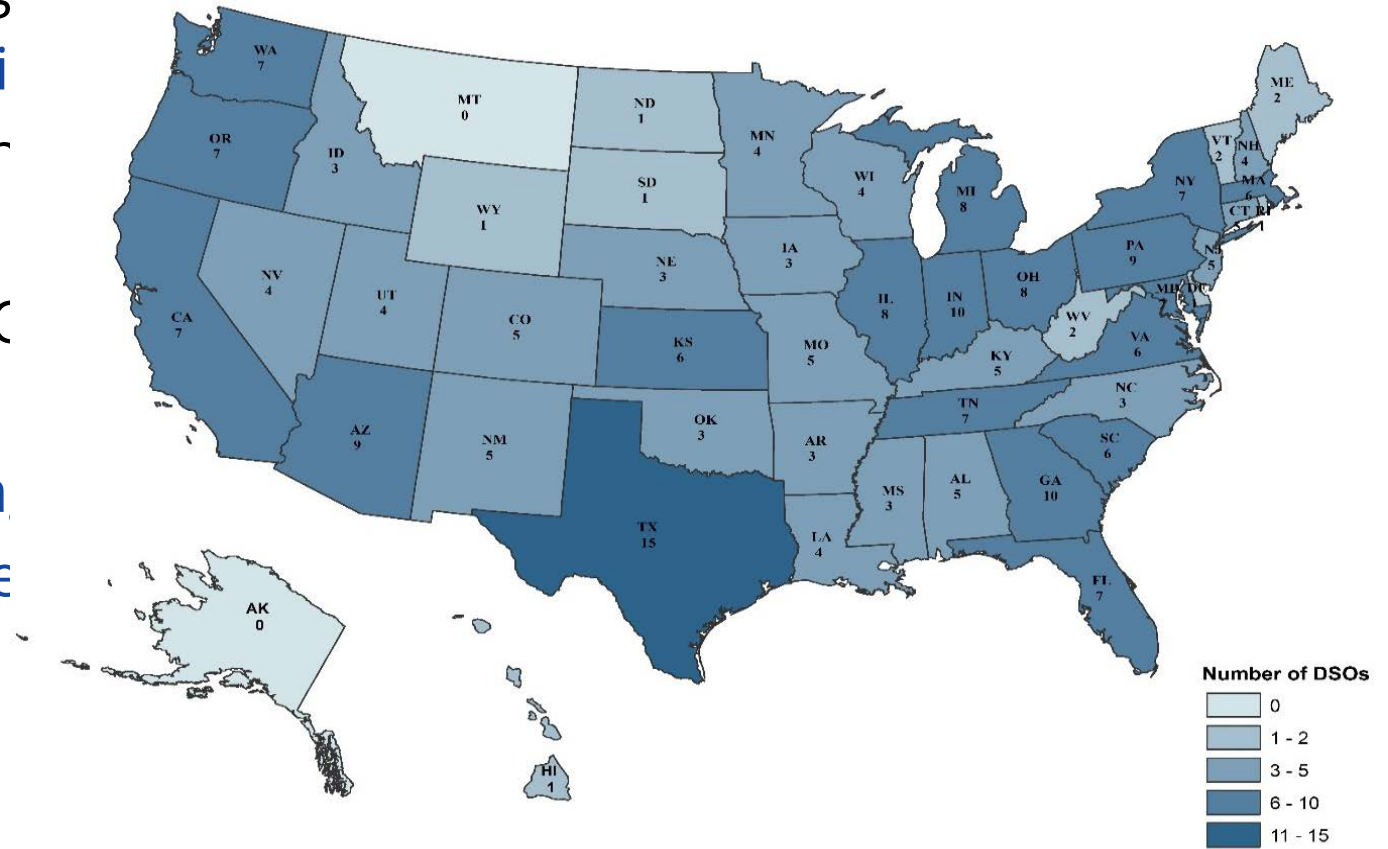 WA
7
OR
7
CA
7
ID
3
NV
4
MT
0
WY
1
UT
4
AZ
9
CO
5
NM
5
ND
1
SD
1
NE
3
KS
6
OK
3
TX
15
MN
4
IA
3
MO
5
AR
3
LA
4
WI
4
IL
8
MS
3
MI
8
IN
10
OH
8
KY
5
TN
7
AL
5
GA
10
FL
7
SC
6
NC
3
VA
6
WV
2
PA
9
NY
7
VT
2
NH
4
ME
2
MA
6
CT
RI
1
NJ
5
MD
7
AK
0
HI
1
Number of DSOs
0
1 - 2
3 - 5
6 - 10
11 - 15